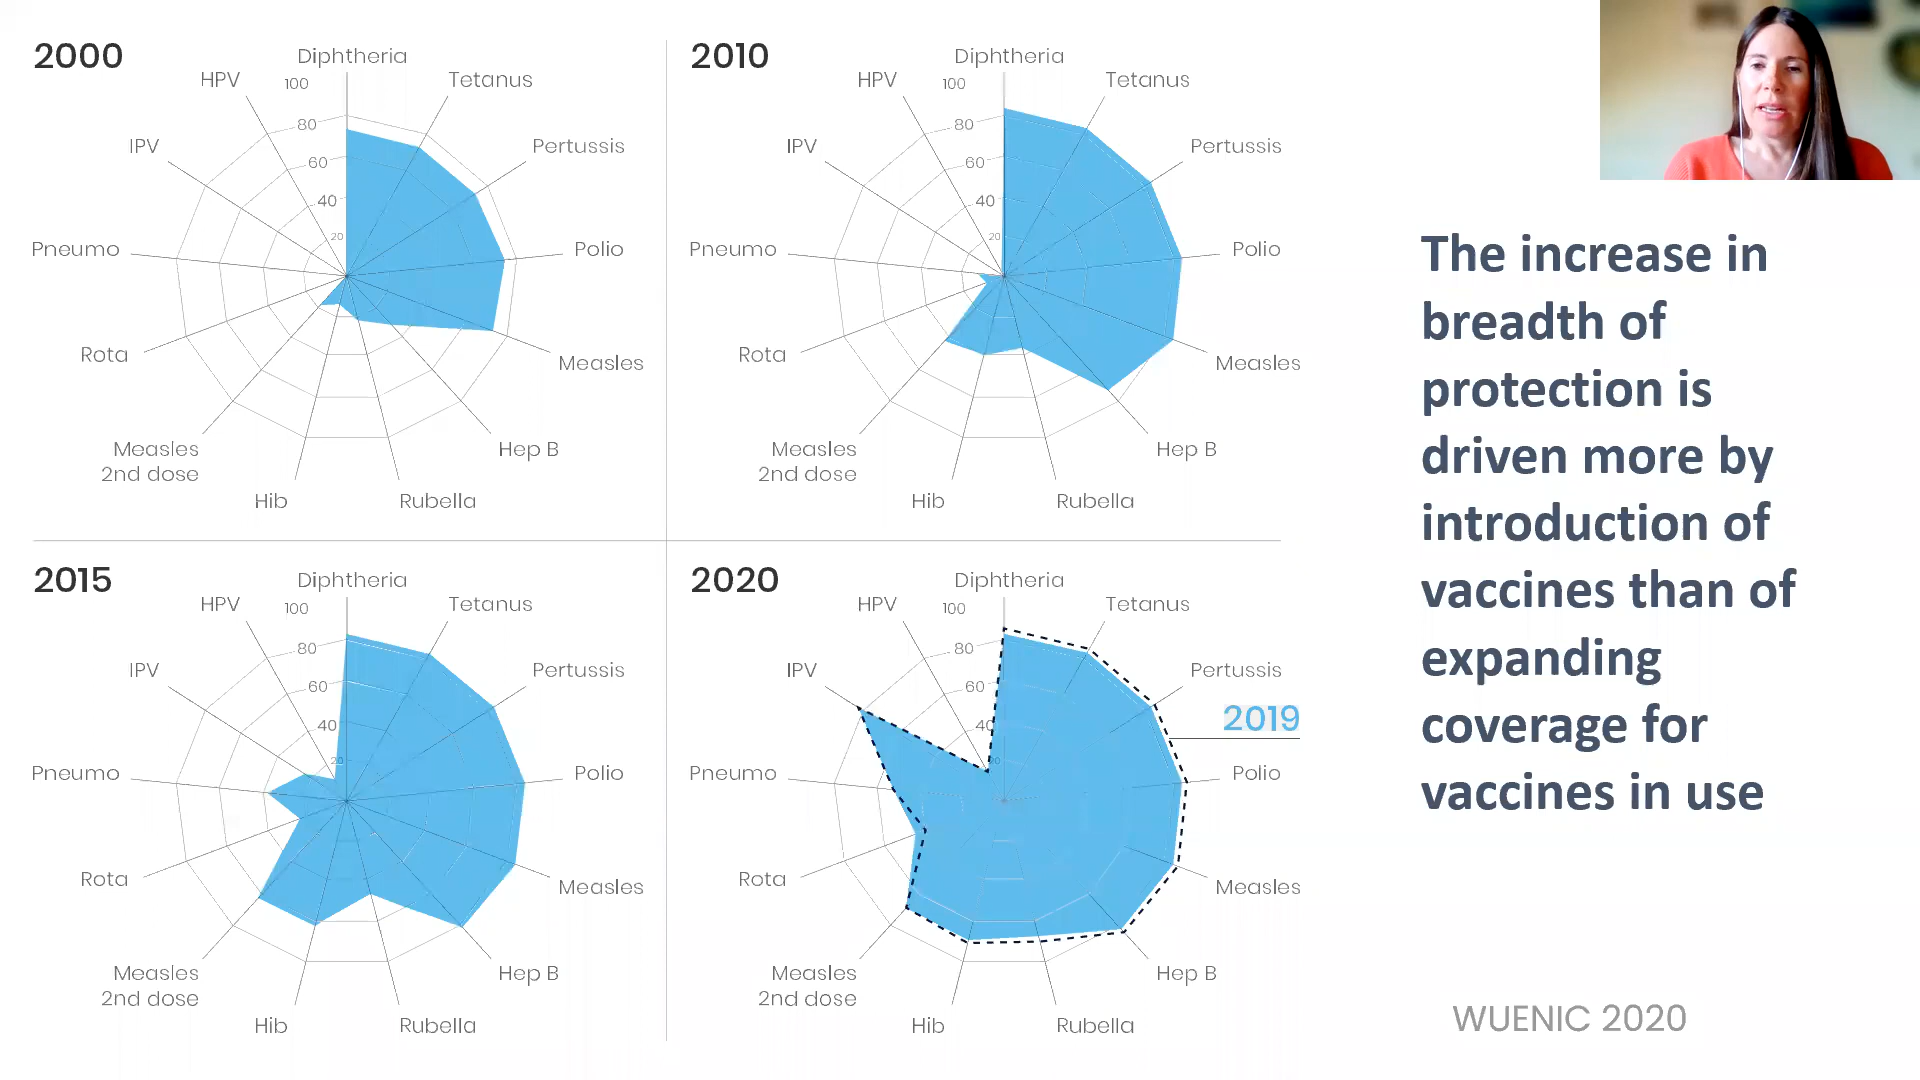 2000
Diphtheria
HPV
100
Tetanus
80
IPV
60
Pertussis
40
20
Pneumo
Polio
Rota
Measles
Measles
2nd dose
Hep B
Hib
Rubella
2010
Diphtheria
HPV
100
Tetanus
80
IPV
60
Pertussis
40
20
Pneumo
Polio
Rota
Measles
Measles
2nd dose
Hep B
Hib
Rubella
2015
Diphtheria
HPV
100
Tetanus
80
IPV
60
Pertussis
40
20
Pneumo
Polio
Rota
Measles
Measles
2nd dose
Hep B
Hib
Rubella
2020
Diphtheria
HPV
100
Tetanus
80
IPV
60
Pertussis
2019
40
20
Pneumo
Polio
Rota
Measles
Measles
2nd dose
Hep B
Hib
Rubella
The increase in
breadth of
protection is
driven more by
introduction of
vaccines than of
expanding
coverage for
vaccines in use
WUENIC 2020